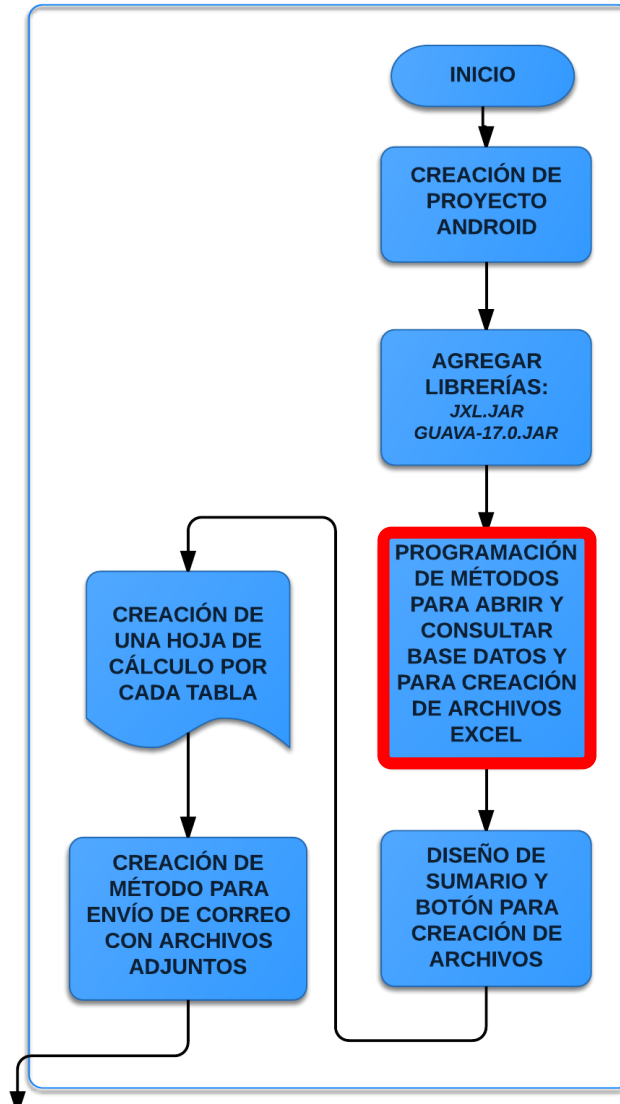 INICIO
CREACIÓN DE
PROYECTO
ANDROID
AGREGAR
LIBRERÍAS:
JXL.JAR
GUAVA-17.0.JAR
PROGRAMACIÓN
DE MÉTODOS
PARA ABRIR Y
CONSULTAR
BASE DATOS Y
PARA CREACIÓN
DE ARCHIVOS
EXCEL
DISEÑO DE
SUMARIO Y
BOTÓN PARA
CREACIÓN DE
ARCHIVOS
CREACIÓN DE
UNA HOJA DE
CÁLCULO POR
CADA TABLA
CREACIÓN DE
MÉTODO PARA
ENVÍO DE CORREO
CON ARCHIVOS
ADJUNTOS